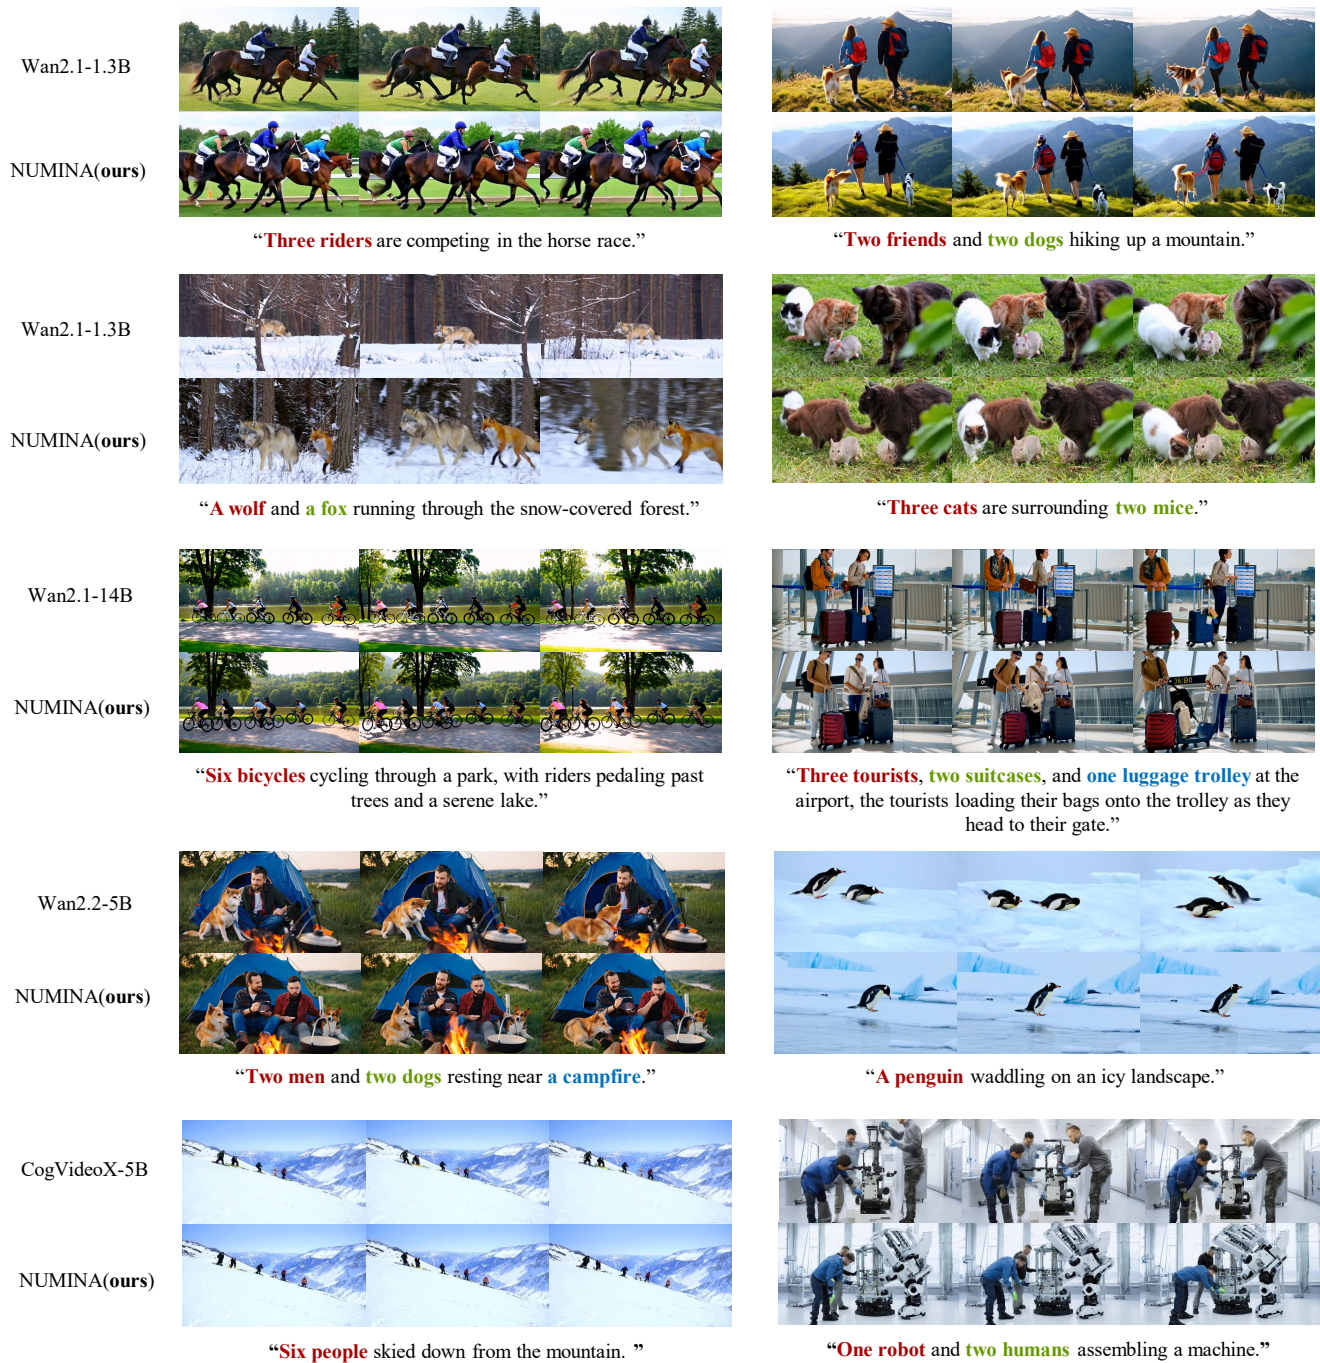 Wan2.1-1.3B
NUMINA(ours)
“Three riders are competing in the horse race.”
“Two friends and two dogs hiking up a mountain.”
Wan2.1-1.3B
NUMINA(ours)
“A wolf and a fox running through the snow-covered forest.”
“Three cats are surrounding two mice.”
Wan2.1-14B
NUMINA(ours)
“Six bicycles cycling through a park, with riders pedaling past
trees and a serene lake.”
“Three tourists, two suitcases, and one luggage trolley at the
airport, the tourists loading their bags onto the trolley as they
head to their gate.”
Wan2.2-5B
NUMINA(ours)
“Two men and two dogs resting near a campfire.”
“A penguin waddling on an icy landscape.”
CogVideoX-5B
NUMINA(ours)
“Six people skied down from the mountain. ”
“One robot and two humans assembling a machine.”